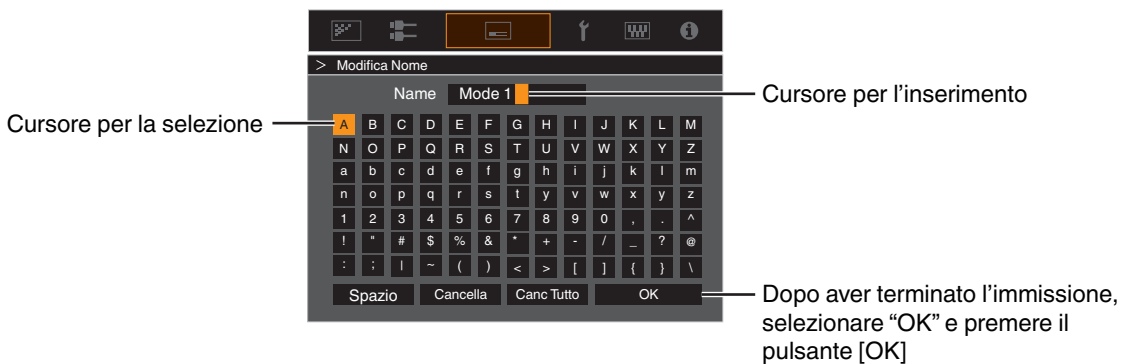 > Modifica Nome
Name Mode 1
Cursore per l'inserimento
Cursore per la selezione
A B C D E F G H I J K L M
N O P Q R S T U V W X Y Z
a b c d e f g h i j k l m
n o p q r s t y v w x y z
1 2 3 4 5 6 7 8 9 0 , . ^
! " # $ % & * + - / _ ? @
: ; | ~ ( ) < > [ ] { } \
Spazio Cancella Canc Tutto OK
Dopo aver terminato l'immissione,
selezionare “OK” e premere il
pulsante [OK]